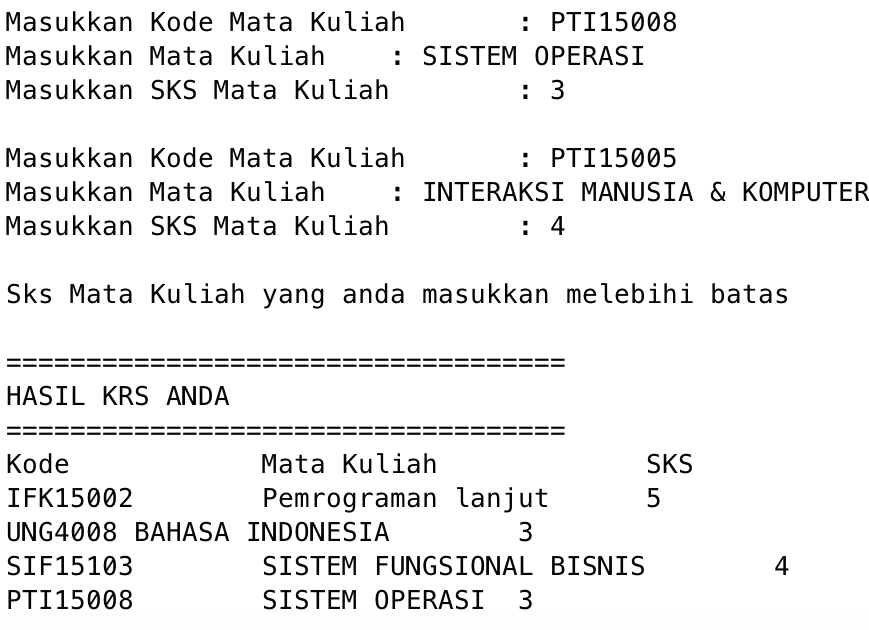 Masukkan Kode Mata Kuliah : PTI15008
Masukkan Mata Kuliah : SISTEM OPERASI
Masukkan SKS Mata Kuliah : 3
Masukkan Kode Mata Kuliah : PTI15005
Masukkan Mata Kuliah : INTERAKSI MANUSIA & KOMPUTER
Masukkan SKS Mata Kuliah : 4
Sks Mata Kuliah yang anda masukkan melebihi batas
===================================
HASIL KRS ANDA
===================================
Kode Mata Kuliah SKS
IFK15002 Pemrograman lanjut 5
UNG4008 BAHASA INDONESIA 3
SIF15103 SISTEM FUNGSIONAL BISNIS 4
PTI15008 SISTEM OPERASI 3